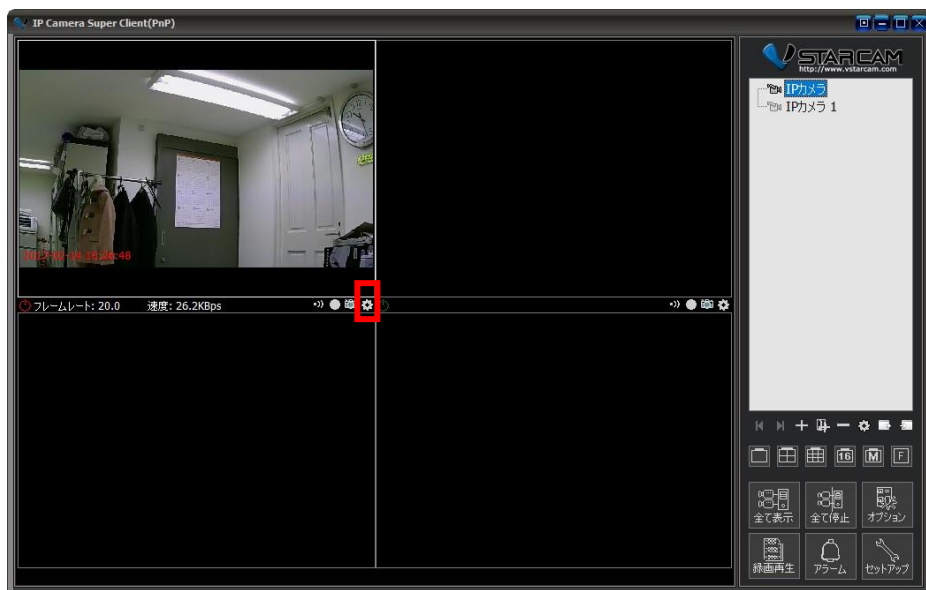 IP Camera Super Client(PnP)
VSTARCAM
http://www.vstarcam.com
IPカメラ
IPカメラ 1
フレームレート: 20.0 速度: 26.2KBps
16 M F
全て表示 全て停止 オプション
録画再生 アラーム セットアップ